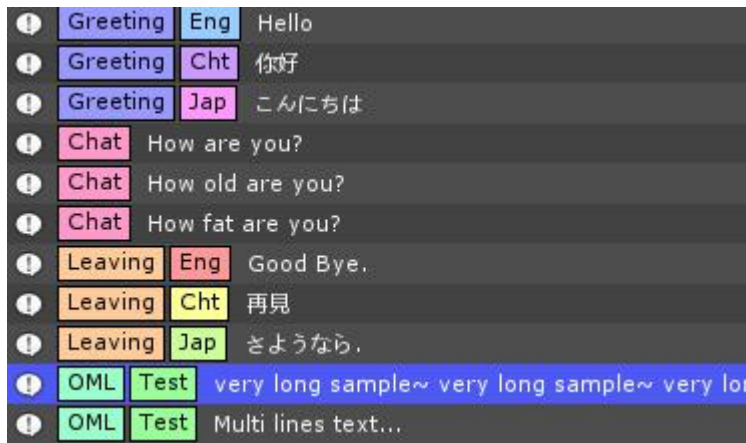 Greeting Eng Hello
Greeting Cht 你好
Greeting Jap こんにちは
Chat How are you?
Chat How old are you?
Chat How fat are you?
Leaving Eng Good Bye.
Leaving Cht 再見
Leaving Jap さようなら.
OML Test very long sample~ very long sample~ very
OML Test Multi lines text...